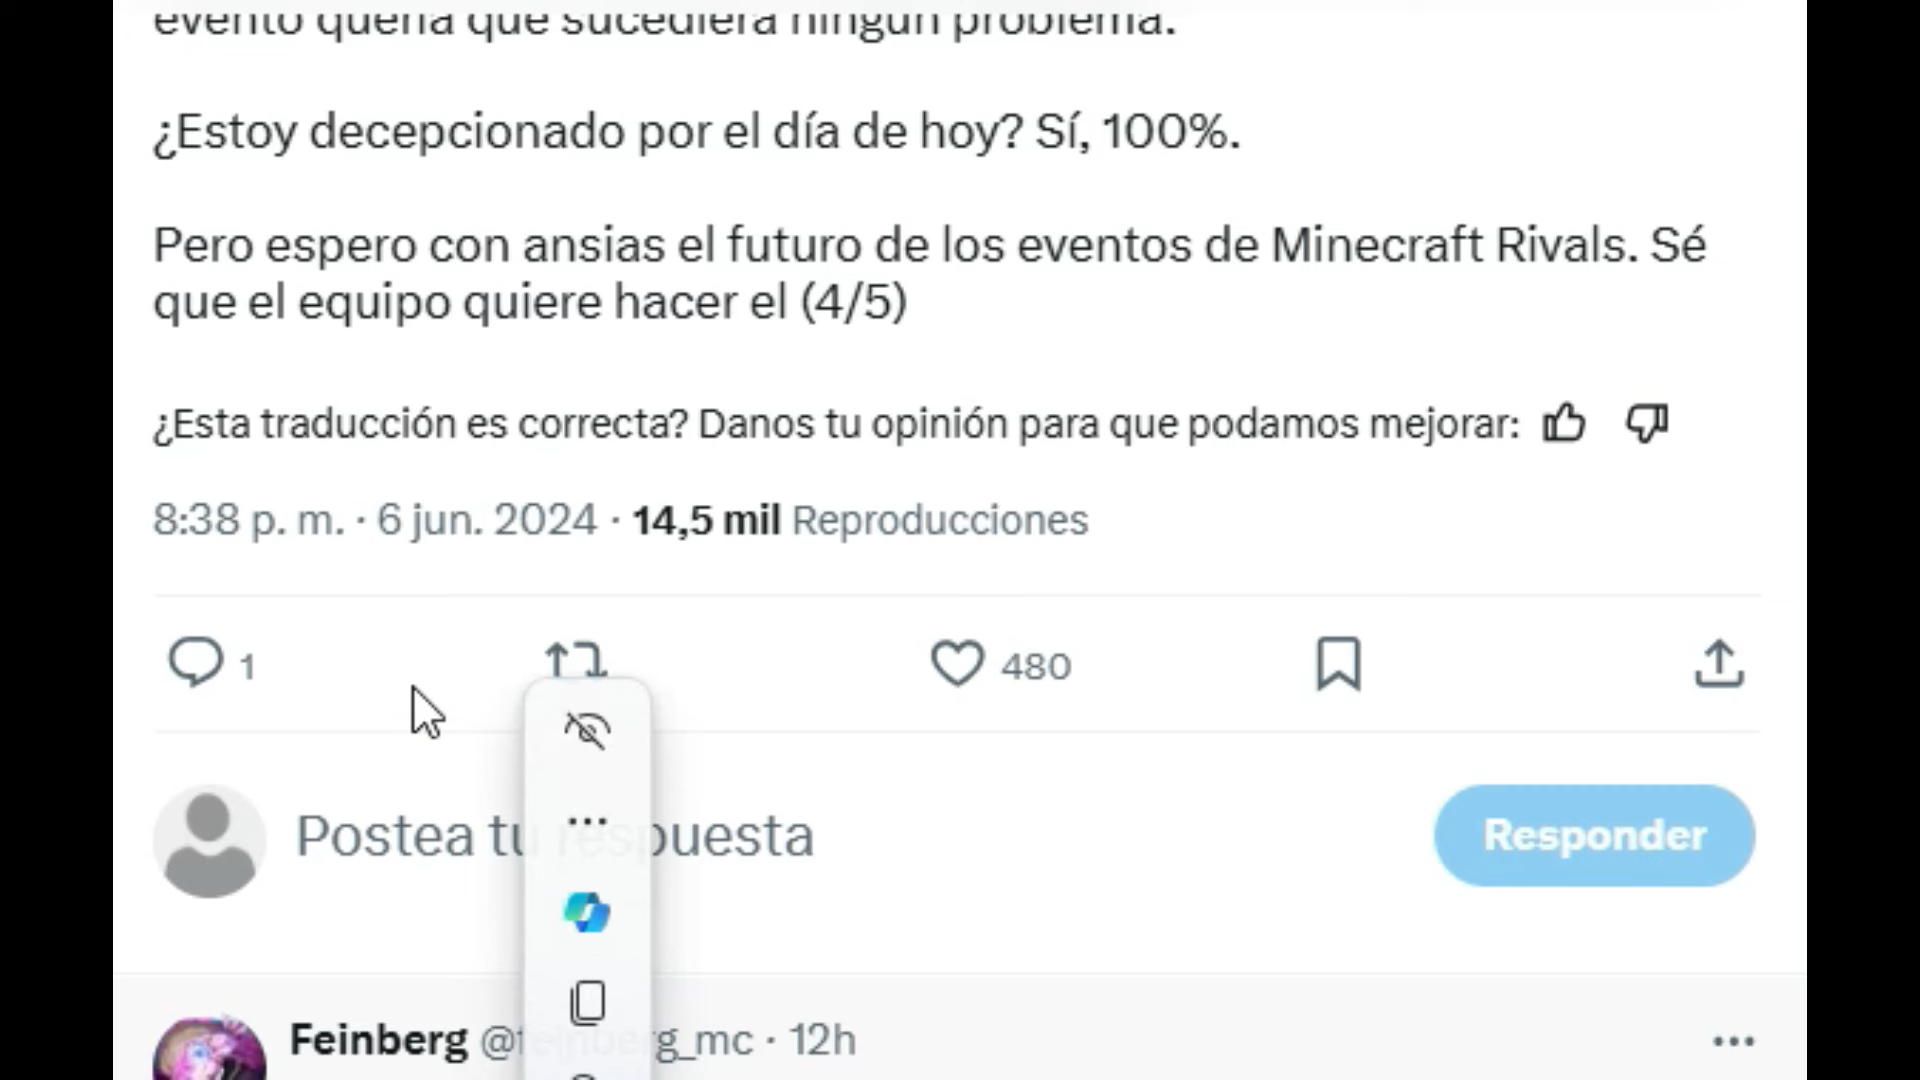 evento quería que sucediera ningún problema.
¿Estoy decepcionado por el día de hoy? Sí, 100%.
Pero espero con ansias el futuro de los eventos de Minecraft Rivals. Sé
que el equipo quiere hacer el (4/5)
¿Esta traducción es correcta? Danos tu opinión para que podamos mejorar:
8:38 p. m. · 6 jun. 2024 · 14,5 mil Reproducciones
1 480
Postea tu respuesta
Responder
Feinberg @feinberg_mc · 12h